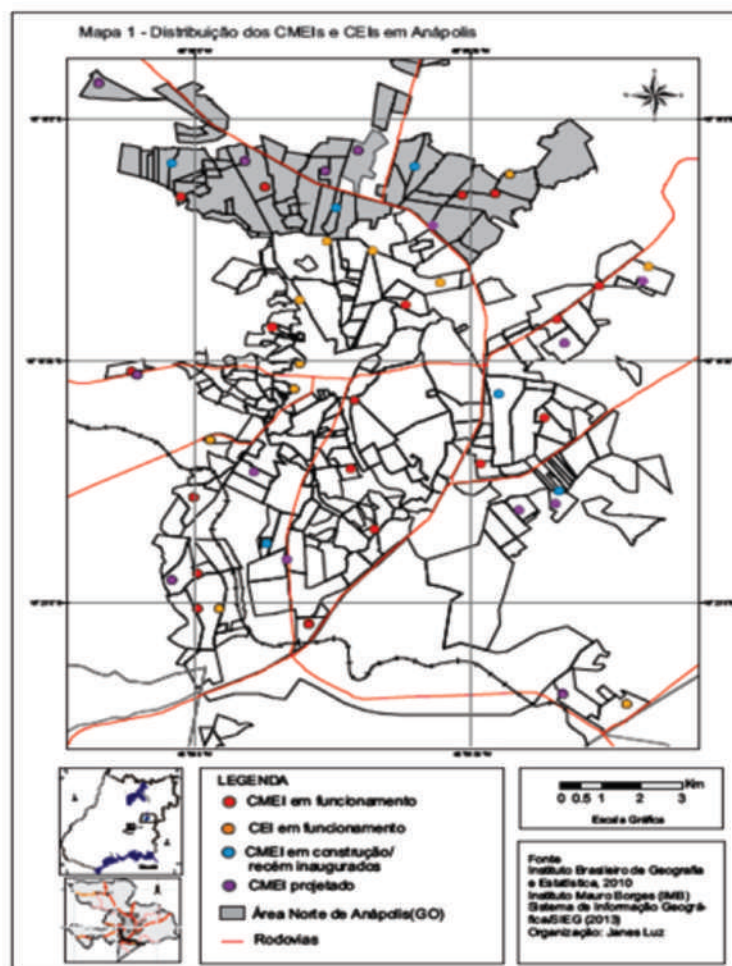 Mapa 1 - Distribuição dos CMEIs e CEIs em Anápolis
LEGENDA
CMEI em funcionamento
CEI em funcionamento
CMEI em construção/
recém inaugurados
CMEI projetado
Área Norte de Anápolis(GO)
Rodovias
Km
0 0.5 1 2 3
Escala Gráfica
Fonte
Instituto Brasileiro de Geografia
e Estatística, 2010
Instituto Mauro Borges (IMB)
Sistema de Informação Geográ-
fica/SIEG (2013)
Organização: Janes Luz